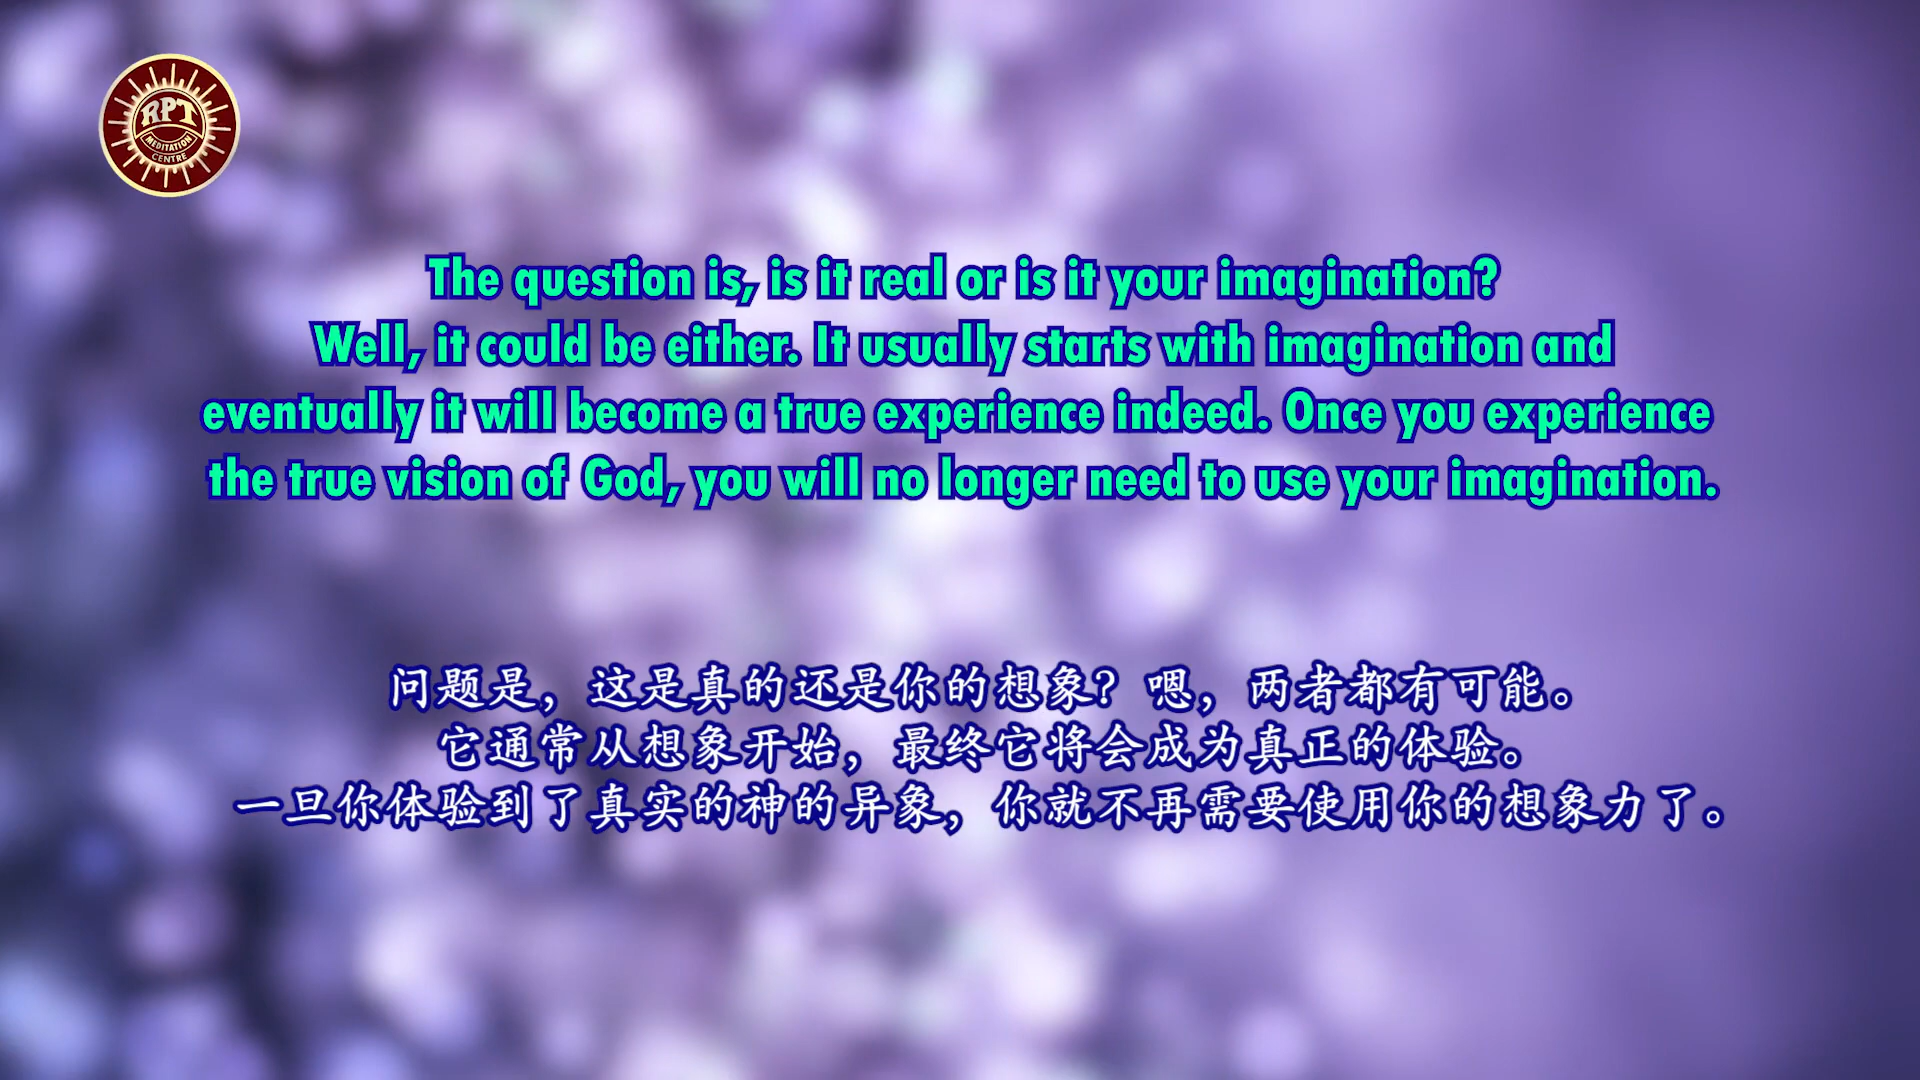 RPT
MEDITATION
CENTRE
The question is, is it real or is it your imagination?
Well, it could be either. It usually starts with imagination and
eventually it will become a true experience indeed. Once you experience
the true vision of God, you will no longer need to use your imagination.
问题是，这是真的还是你的想象？嗯，两者都有可能。
它通常从想象开始，最终它将会成为真正的体验。
一旦你体验到了真实的神的异象，你就不再需要使用你的想象力了。